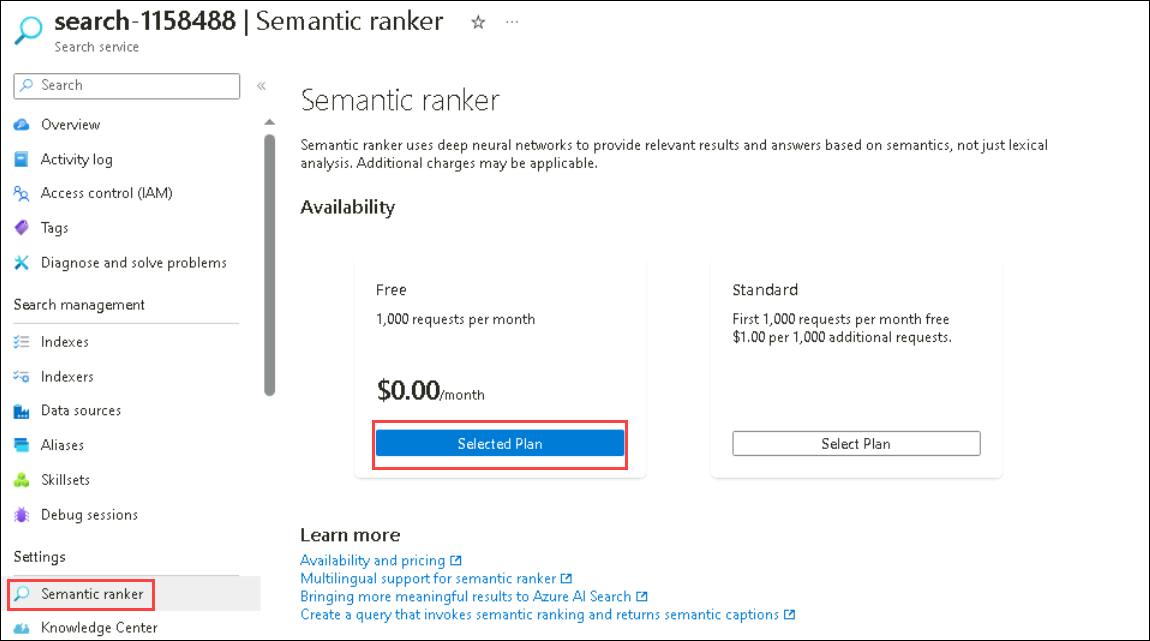 search-1158488 | Semantic ranker
Search service
Search
Overview
Activity log
Access control (IAM)
Tags
Diagnose and solve problems
Search management
Indexes
Indexers
Data sources
Aliases
Skillsets
Debug sessions
Settings
Semantic ranker
Knowledge Center
Semantic ranker
Semantic ranker uses deep neural networks to provide relevant results and answers based on semantics, not just lexical
analysis. Additional charges may be applicable.
Availability
Free
1,000 requests per month
$0.00/month
Selected Plan
Standard
First 1,000 requests per month free
$1.00 per 1,000 additional requests.
Select Plan
Learn more
Availability and pricing
Multilingual support for semantic ranker
Bringing more meaningful results to Azure AI Search
Create a query that invokes semantic ranking and returns semantic captions